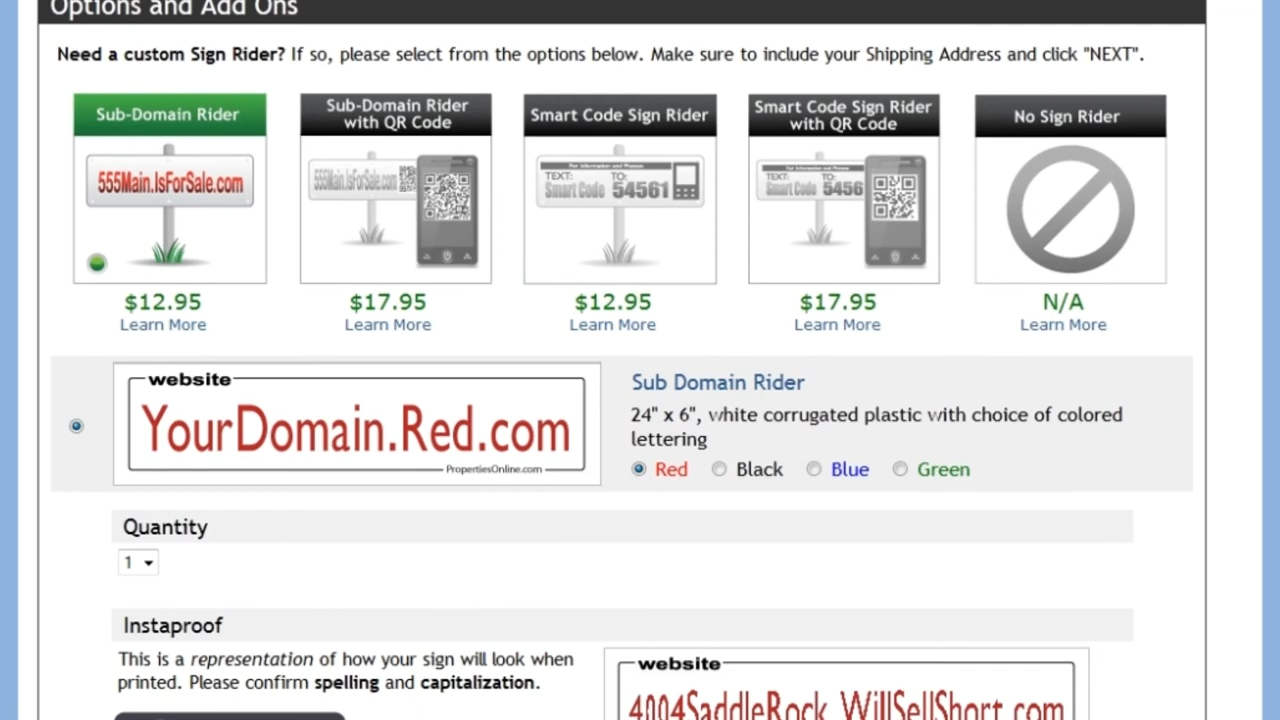 Options and Add Ons
Need a custom Sign Rider? If so, please select from the options below. Make sure to include your Shipping Address and click "NEXT".
Sub-Domain Rider
Sub-Domain Rider
with QR Code
Smart Code Sign Rider
Smart Code Sign Rider
with QR Code
No Sign Rider
555Main.IsForSale.com
555Main.IsForSale.com
For Information and Photos
TEXT: TO:
Smart Code 54561
For Information and Photos
TEXT: TO:
Smart Code 5456
$12.95
$17.95
$12.95
$17.95
N/A
Learn More
Learn More
Learn More
Learn More
Learn More
website
YourDomain.Red.com
PropertiesOnline.com
Sub Domain Rider
24" x 6", white corrugated plastic with choice of colored
lettering
Red Black Blue Green
Quantity
1
Instaproof
This is a representation of how your sign will look when
printed. Please confirm spelling and capitalization.
website
4004SaddleRock.WillSellShort.com